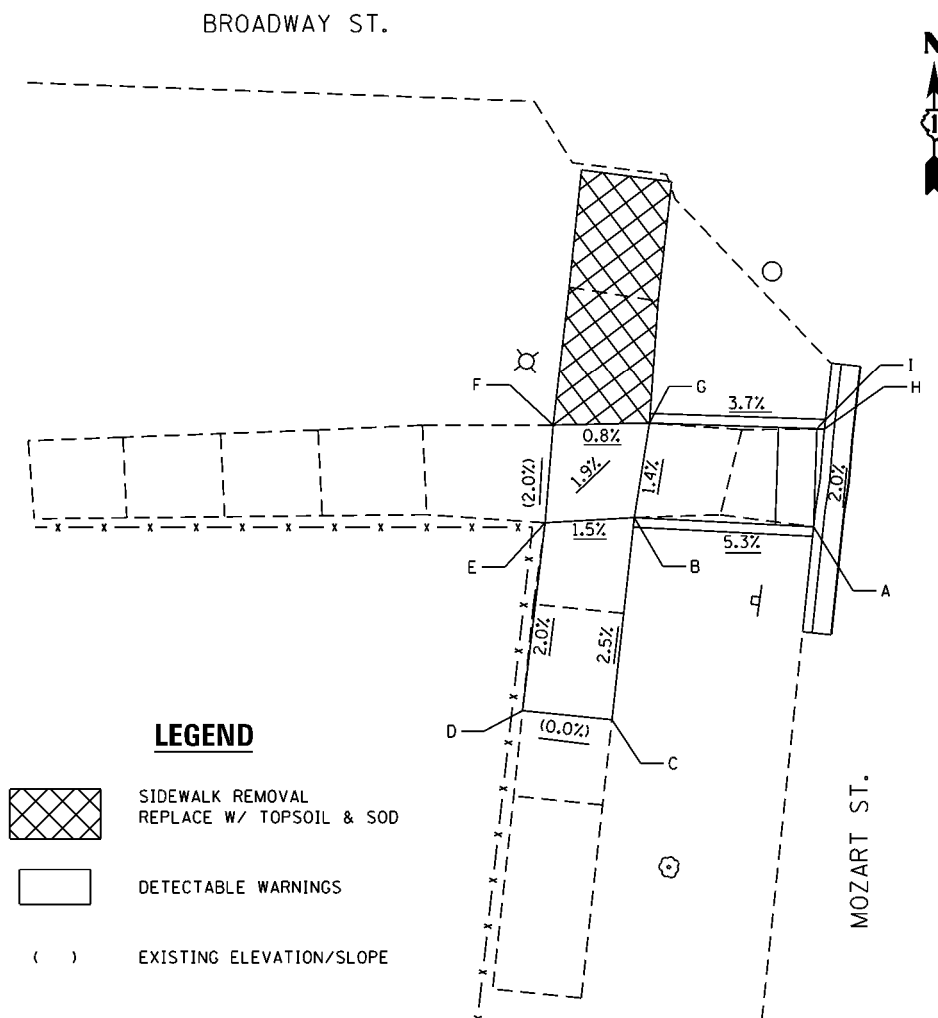 BROADWAY ST.
N
I
H
G
F
3.7%
0.8%
(2.0%)
1.9%
1.4%
2.0%
1.5%
5.3%
E
B
A
2.0%
2.5%
D
(0.0%)
C
MOZART ST.
LEGEND
SIDEWALK REMOVAL
REPLACE W/ TOPSOIL & SOD
DETECTABLE WARNINGS
( ) EXISTING ELEVATION/SLOPE